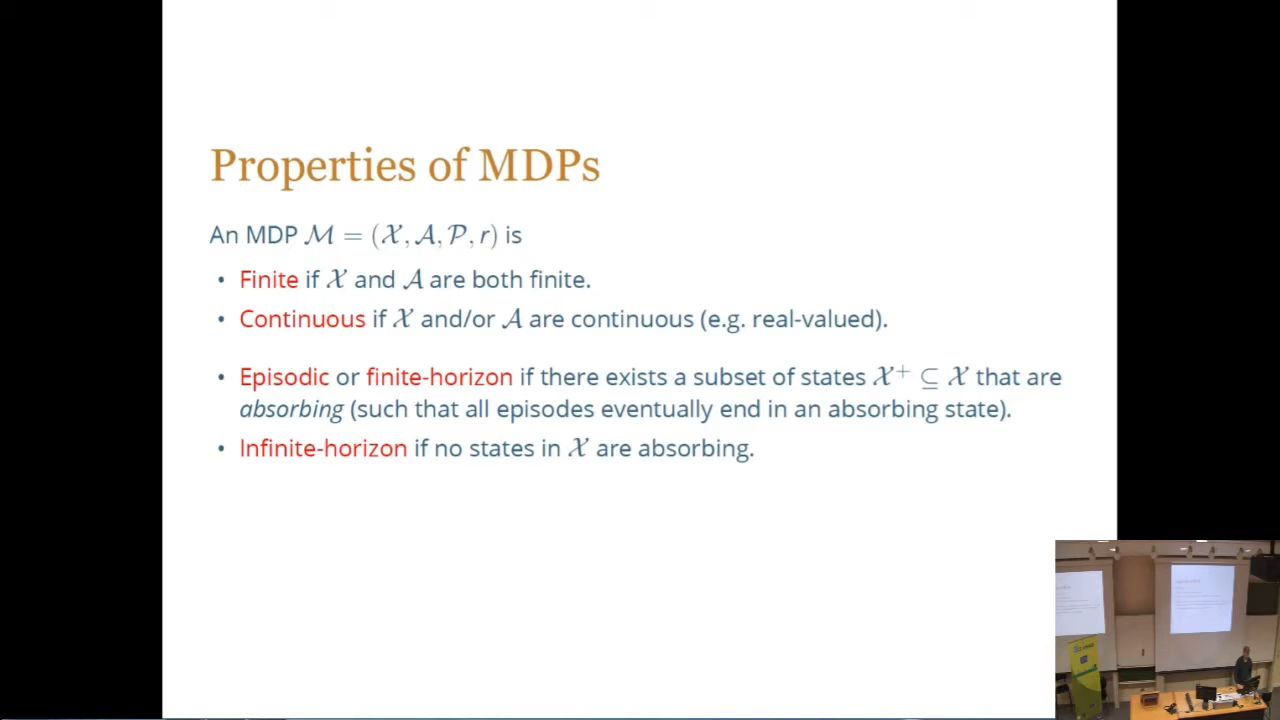 Properties of MDPs
An MDP ℳ = (𝒳, 𝒜, 𝒫, r) is
• Finite if 𝒳 and 𝒜 are both finite.
• Continuous if 𝒳 and/or 𝒜 are continuous (e.g. real-valued).
• Episodic or finite-horizon if there exists a subset of states 𝒳⁺ ⊆ 𝒳 that are
absorbing (such that all episodes eventually end in an absorbing state).
• Infinite-horizon if no states in 𝒳 are absorbing.